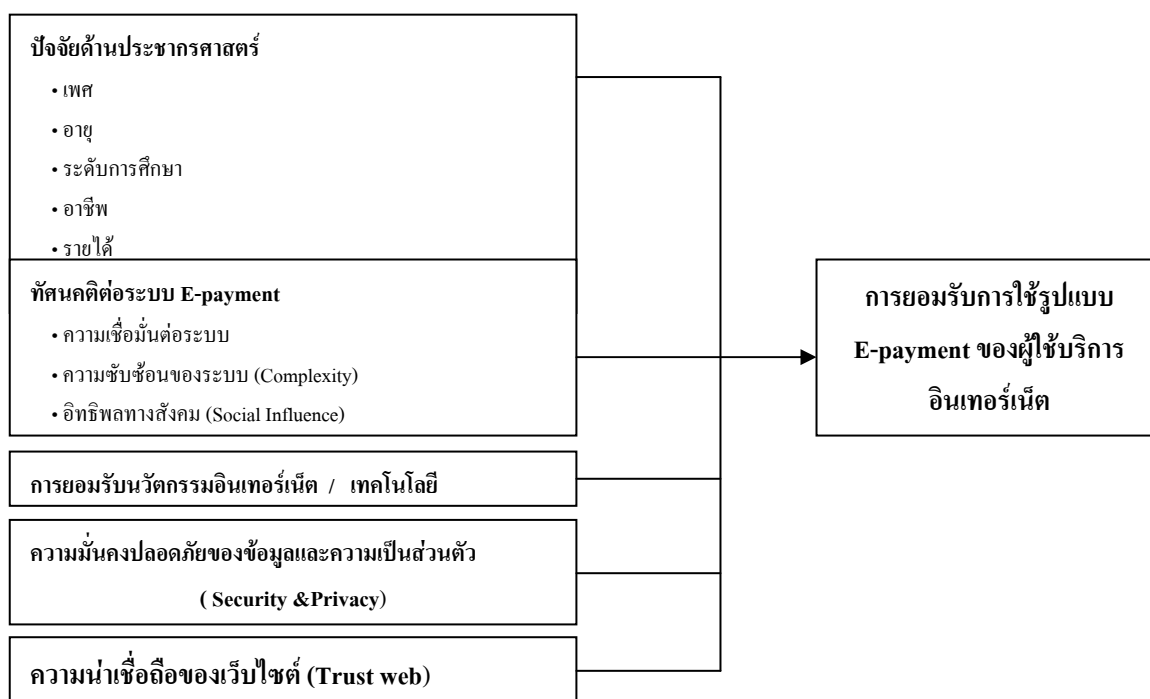 ปัจจัยด้านประชากรศาสตร์
• เพศ
• อายุ
• ระดับการศึกษา
• อาชีพ
• รายได้
ทัศนคติต่อระบบ E-payment
• ความเชื่อมั่นต่อระบบ
• ความซับซ้อนของระบบ (Complexity)
• อิทธิพลทางสังคม (Social Influence)
การยอมรับนวัตกรรมอินเทอร์เน็ต / เทคโนโลยี
ความมั่นคงปลอดภัยของข้อมูลและความเป็นส่วนตัว
( Security &Privacy)
ความน่าเชื่อถือของเว็บไซต์ (Trust web)
การยอมรับการใช้รูปแบบ
E-payment ของผู้ใช้บริการ
อินเทอร์เน็ต